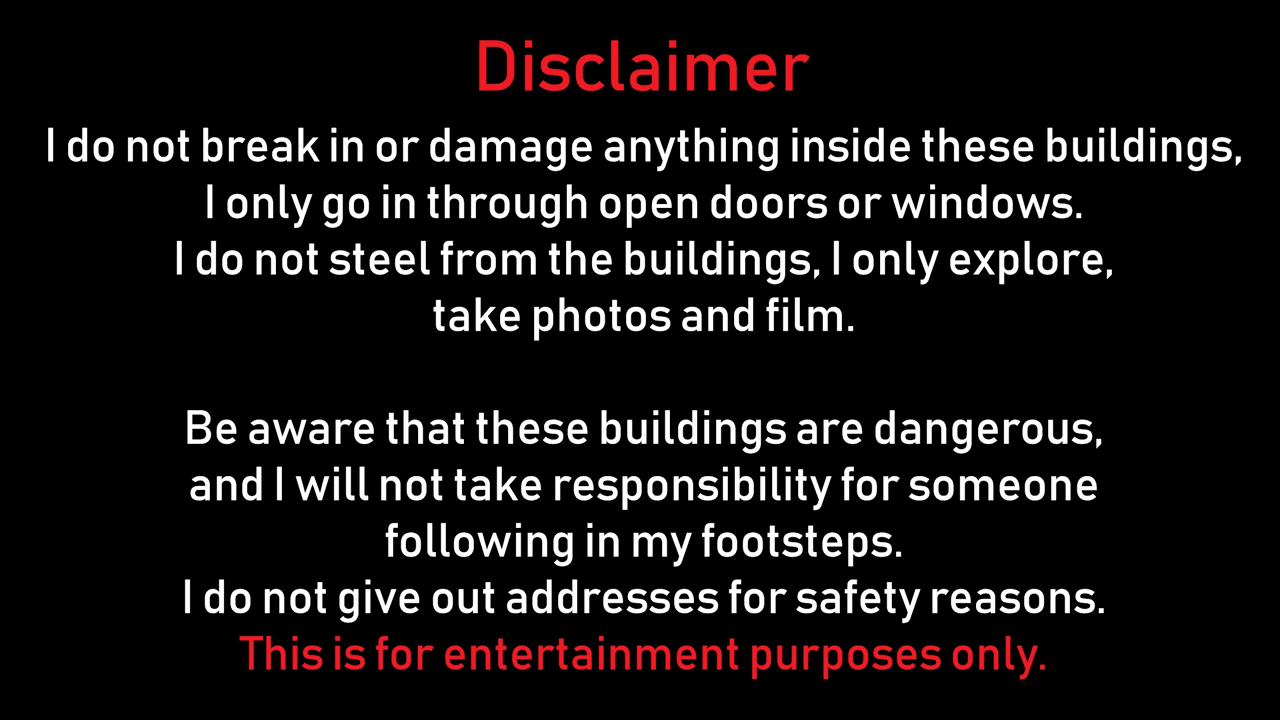 Disclaimer
I do not break in or damage anything inside these buildings,
I only go in through open doors or windows.
I do not steel from the buildings, I only explore,
take photos and film.
Be aware that these buildings are dangerous,
and I will not take responsibility for someone
following in my footsteps.
I do not give out addresses for safety reasons.
This is for entertainment purposes only.